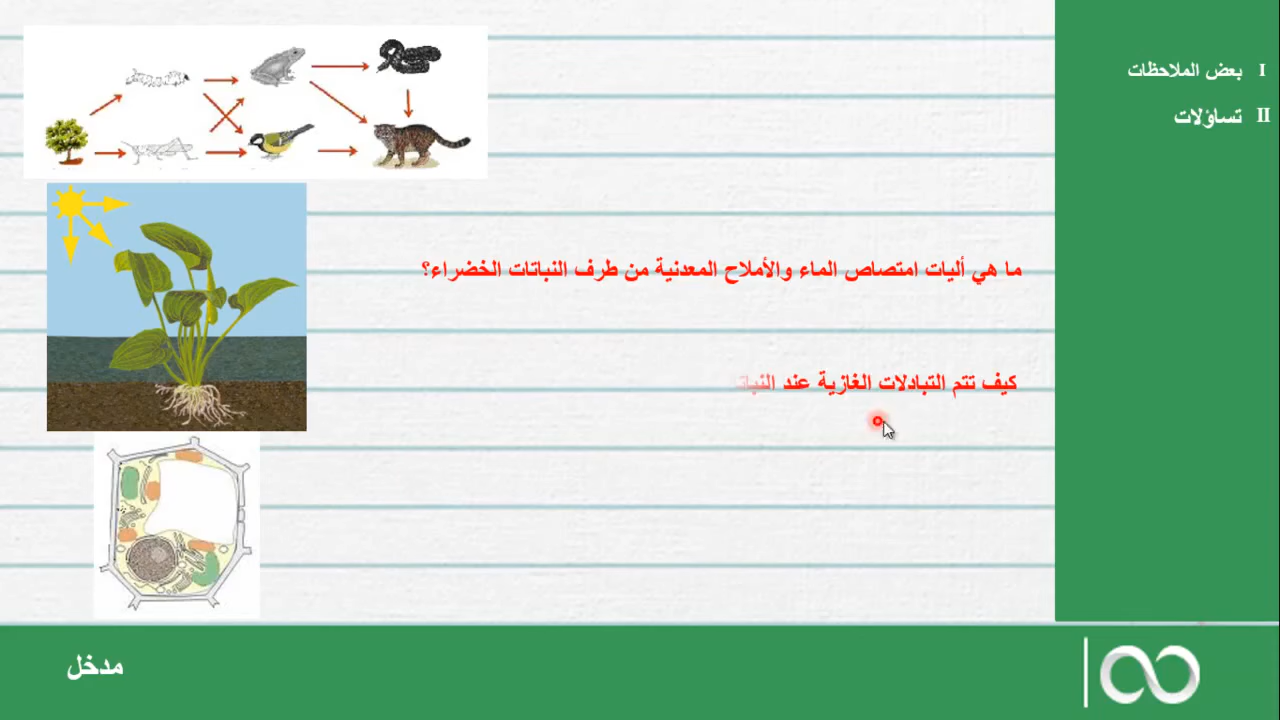 I بعض الملاحظات
II تساؤلات
ما هي أليات امتصاص الماء والأملاح المعدنية من طرف النباتات الخضراء؟
كيف تتم التبادلات الغازية عند
مدخل